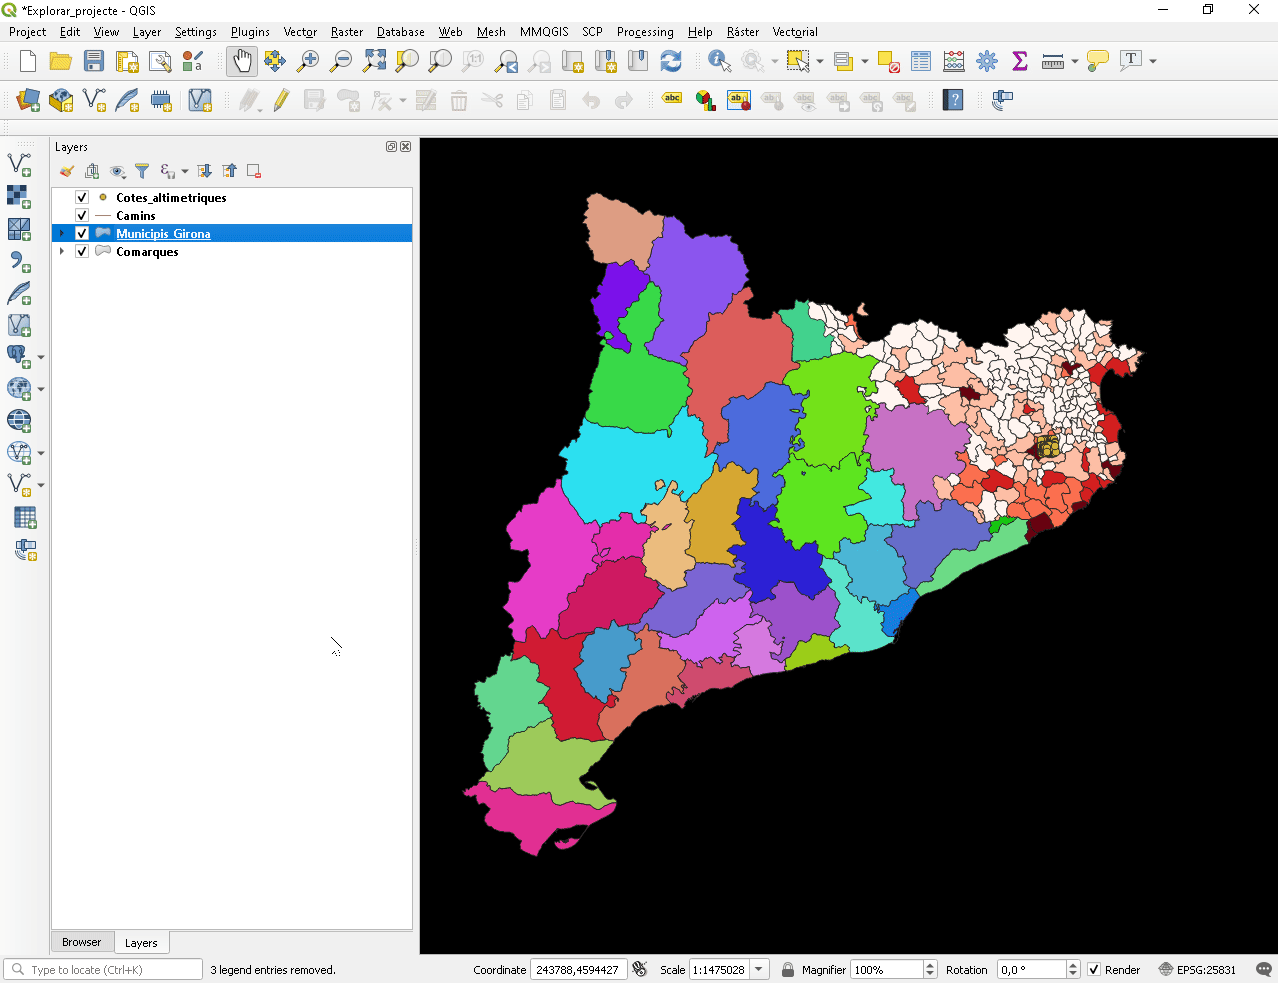 *Explorar_projecte - QGIS
Project Edit View Layer Settings Plugins Vector Raster Database Web Mesh MMQGIS SCP Processing Help Ráster Vectorial
Layers
Cotes_altimetriques
Camins
Municipis_Girona
Comarques
Browser Layers
Type to locate (Ctrl+K) 3 legend entries removed. Coordinate 243788,4594427 Scale 1:1475028 Magnifier 100% Rotation 0,0 ° Render EPSG:25831